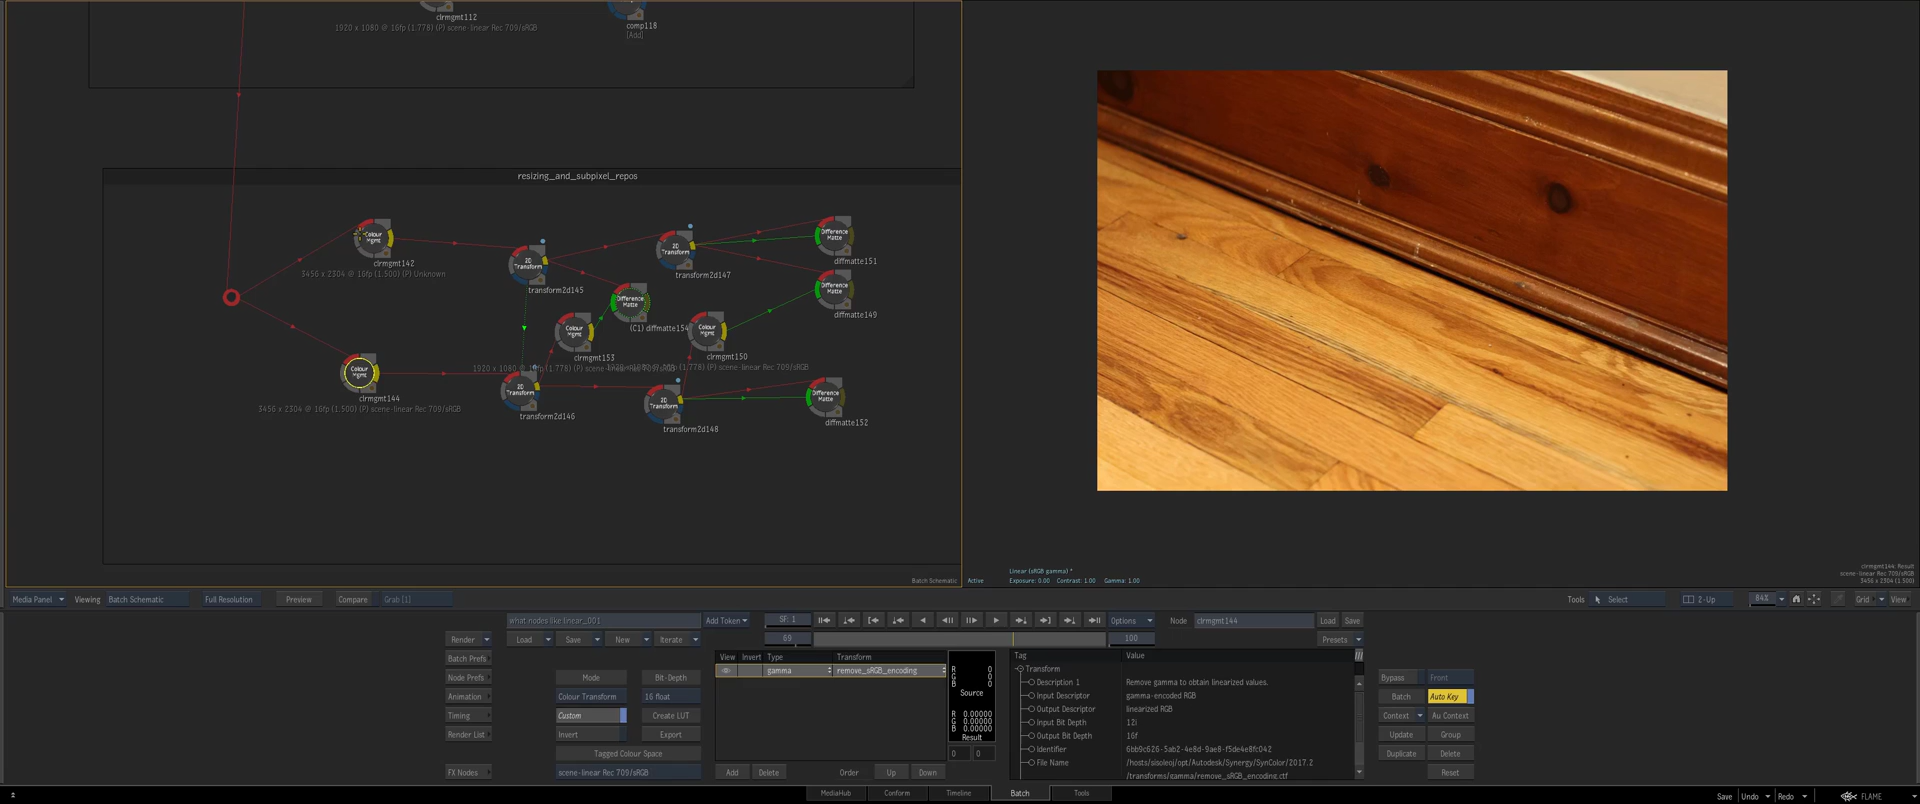 clrmgmt112
1920 x 1080 @ 16fp (1.778) (P) scene-linear Rec 709/sRGB
comp118
[Add]
resizing_and_subpixel_repos
Colour Mgmt
clrmgmt142
3456 x 2304 @ 16fp (1.500) (P) Unknown
2D Transform
transform2d145
2D Transform
transform2d147
Difference Matte
diffmatte151
Difference Matte
diffmatte149
Difference Matte
(C1) diffmatte154
Colour Mgmt
clrmgmt153
Colour Mgmt
clrmgmt150
Colour Mgmt
clrmgmt144
3456 x 2304 @ 16fp (1.500) (P) scene-linear Rec 709/sRGB
2D Transform
transform2d146
2D Transform
transform2d148
Difference Matte
diffmatte152
Batch Schematic
Linear (sRGB gamma) *
Active Exposure: 0.00 Contrast: 1.00 Gamma: 1.00
clrmgmt144: Result
scene-linear Rec 709/sRGB
3456 x 2304 (1.500)
Media Panel Viewing Batch Schematic Full Resolution Preview Compare Grab [1]
Tools Select 2-Up 84% Grid View
what nodes like linear_001 Add Token SF: 1 Options Node clrmgmt144 Load Save
Render Load Save New Iterate 69 100 Presets
Batch Prefs
Node Prefs
Animation
Timing
Render List
FX Nodes
Mode Bit-Depth
Colour Transform 16 float
Custom Create LUT
Invert Export
Tagged Colour Space
scene-linear Rec 709/sRGB
View Invert Type Transform
gamma remove_sRGB_encoding
Add Delete Order Up Down
R 0
G 0
B 0
Source
R 0.00000
G 0.00000
B 0.00000
Result
0 0
Tag Value
Transform
Description 1 Remove gamma to obtain linearized values.
Input Descriptor gamma-encoded RGB
Output Descriptor linearized RGB
Input Bit Depth 12i
Output Bit Depth 16f
Identifier 6bb9c626-5ab2-4e8d-9ae8-f5de4e8fc042
File Name /hosts/sisoleoj/opt/Autodesk/Synergy/SynColor/2017.2
/transforms/gamma/remove_sRGB_encoding.ctf
Bypass Front
Batch Auto Key
Context Au Context
Update Group
Duplicate Delete
Reset
MediaHub Conform Timeline Batch Tools
Save Undo Redo FLAME